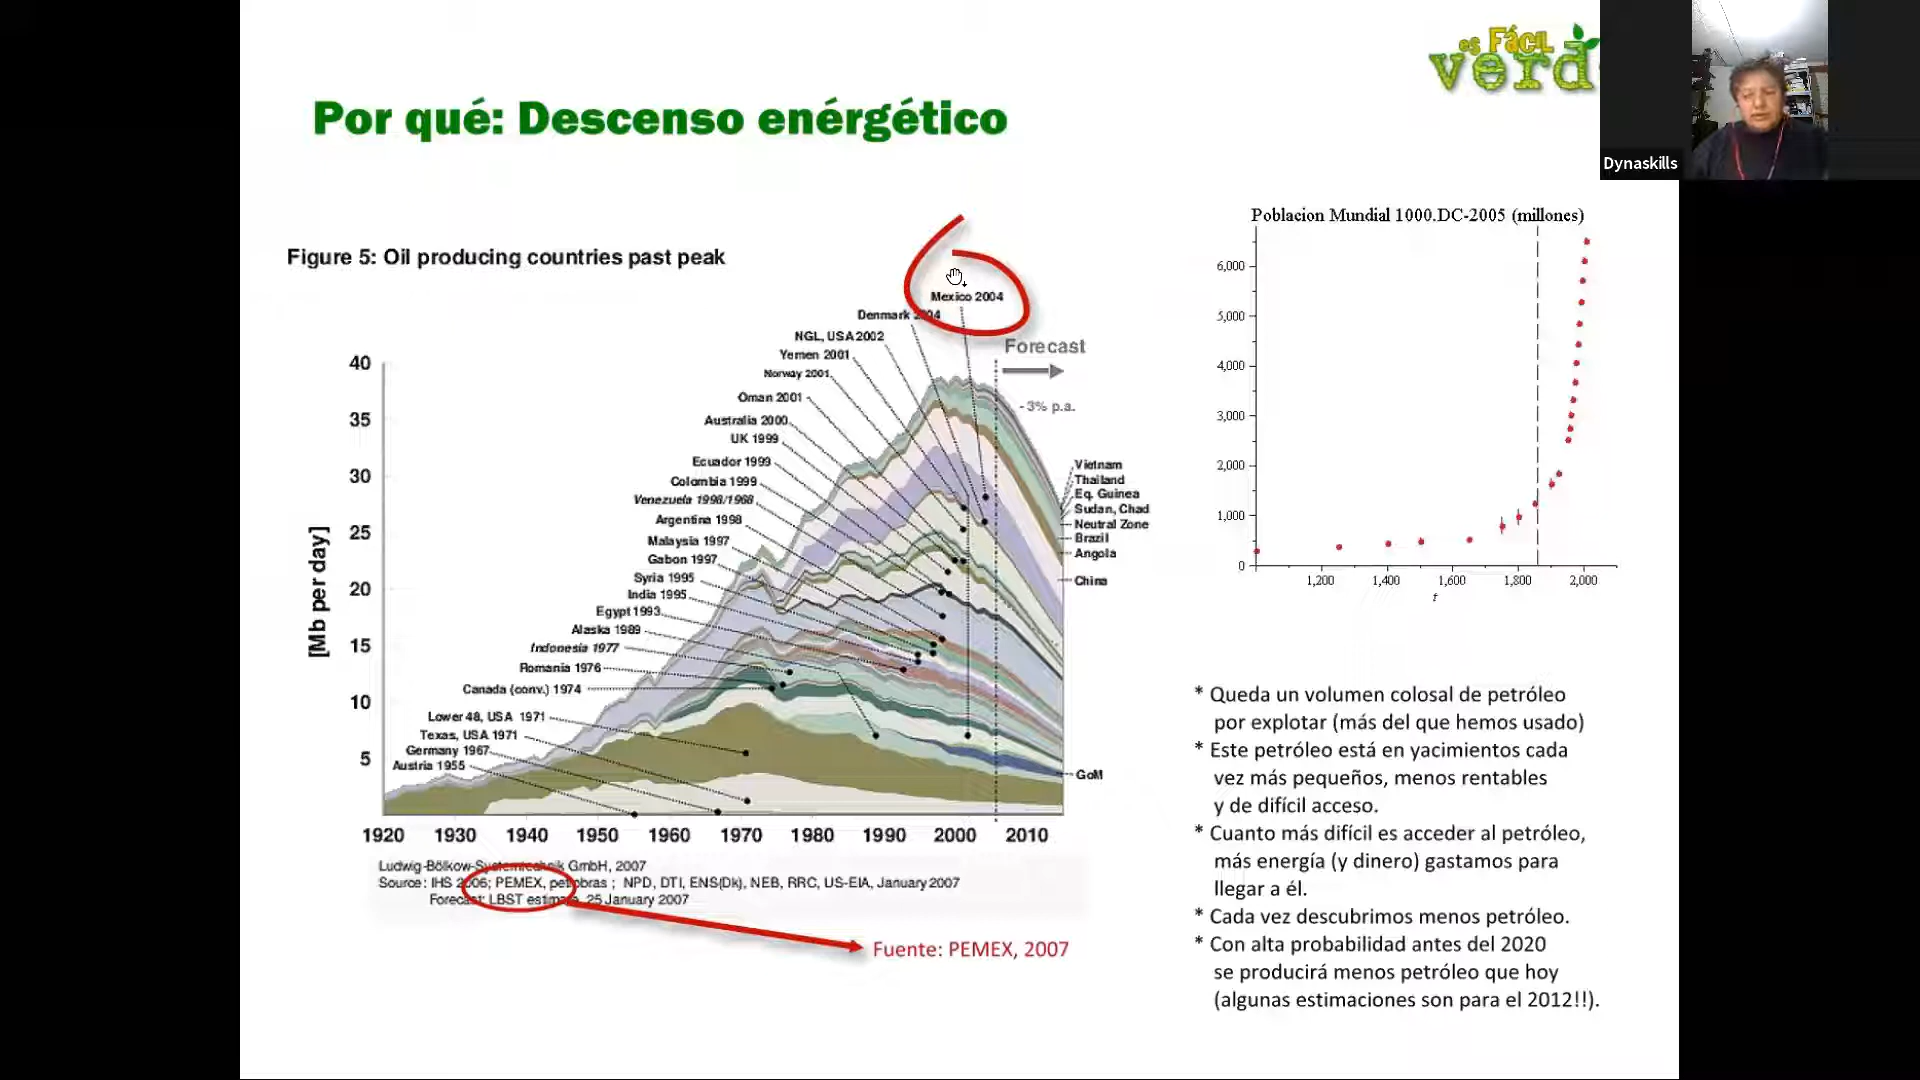 es Fácil
verd
Dynaskills
Por qué: Descenso enérgético
Figure 5: Oil producing countries past peak
Mexico 2004
Denmark 2004
NGL, USA 2002
Yemen 2001
Norway 2001
Oman 2001
Australia 2000
UK 1999
Ecuador 1999
Colombia 1999
Venezuela 1998/1968
Argentina 1998
Malaysia 1997
Gabon 1997
Syria 1995
India 1995
Egypt 1993
Alaska 1989
Indonesia 1977
Romania 1976
Canada (conv.) 1974
Lower 48, USA 1971
Texas, USA 1971
Germany 1967
Austria 1955
Forecast
- 3% p.a.
Vietnam
Thailand
Eq. Guinea
Sudan, Chad
Neutral Zone
Brazil
Angola
China
GoM
[Mb per day]
40
35
30
25
20
15
10
5
1920 1930 1940 1950 1960 1970 1980 1990 2000 2010
Ludwig-Bölkow-Systemtechnik GmbH, 2007
Source: IHS 2006; PEMEX, petrobras ; NPD, DTI, ENS(Dk), NEB, RRC, US-EIA, January 2007
Forecast: LBST estimate, 25 January 2007
Fuente: PEMEX, 2007
Poblacion Mundial 1000.DC-2005 (millones)
6,000
5,000
4,000
3,000
2,000
1,000
0
1,200 1,400 1,600 1,800 2,000
t
* Queda un volumen colosal de petróleo
por explotar (más del que hemos usado)
* Este petróleo está en yacimientos cada
vez más pequeños, menos rentables
y de difícil acceso.
* Cuanto más difícil es acceder al petróleo,
más energía (y dinero) gastamos para
llegar a él.
* Cada vez descubrimos menos petróleo.
* Con alta probabilidad antes del 2020
se producirá menos petróleo que hoy
(algunas estimaciones son para el 2012!!).